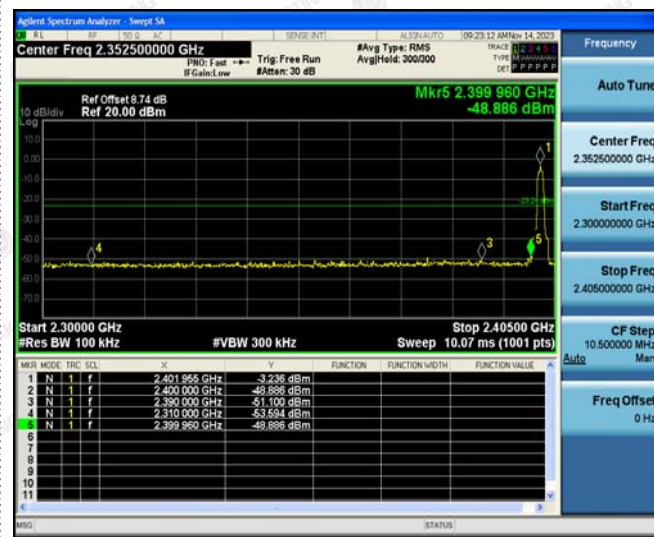 Agilent Spectrum Analyzer - Swept SA
RL RF 50 Ω AC SENSE:INT ALIGN AUTO 09:23:12 AM Nov 14, 2023
Center Freq 2.352500000 GHz
PNO: Fast Trig: Free Run
IFGain:Low #Atten: 30 dB
#Avg Type: RMS
Avg|Hold: 300/300
TRACE 1 2 3 4 5 6
TYPE M
DET P P P P P P
Ref Offset 8.74 dB
10 dB/div Ref 20.00 dBm
Log
Mkr5 2.399 960 GHz
-48.886 dBm
10.0
0.00
-10.0
-20.0
-30.0
-40.0
-50.0
-60.0
-70.0
1
4
3
5
Start 2.30000 GHz Stop 2.40500 GHz
#Res BW 100 kHz #VBW 300 kHz Sweep 10.07 ms (1001 pts)
MKR MODE TRC SCL X Y FUNCTION FUNCTION WIDTH FUNCTION VALUE
1 N 1 f 2.401 955 GHz -3.236 dBm
2 N 1 f 2.400 000 GHz -48.886 dBm
3 N 1 f 2.390 000 GHz -51.100 dBm
4 N 1 f 2.310 000 GHz -53.594 dBm
5 N 1 f 2.399 960 GHz -48.886 dBm
6
7
8
9
10
11
MSG STATUS
Frequency
Auto Tune
Center Freq
2.352500000 GHz
Start Freq
2.300000000 GHz
Stop Freq
2.405000000 GHz
CF Step
10.500000 MHz
Auto Man
Freq Offset
0 Hz